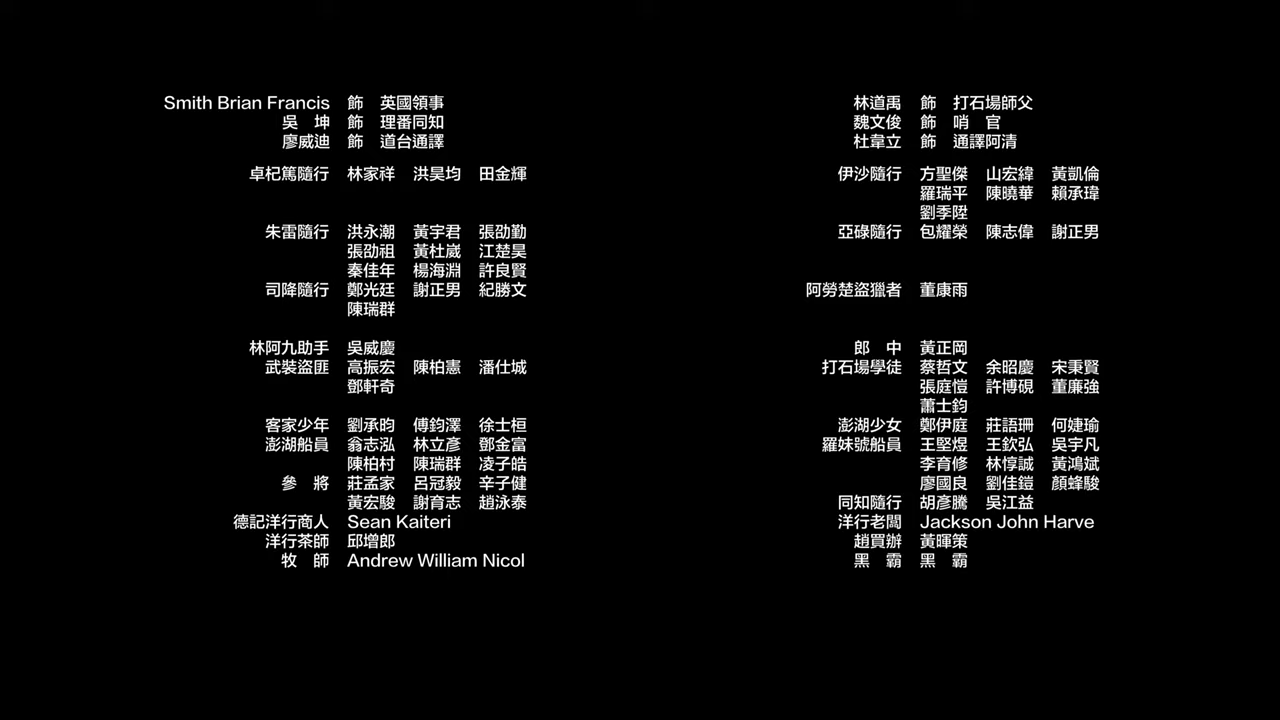 Smith Brian Francis 飾 英國領事
吳 坤 飾 理番同知
廖威迪 飾 道台通譯
卓杞篤隨行 林家祥 洪昊均 田金輝
朱雷隨行 洪永潮 黃宇君 張劭勤
張劭祖 黃杜崴 江楚昊
秦佳年 楊海淵 許良賢
司降隨行 鄭光廷 謝正男 紀勝文
陳瑞群
林阿九助手 吳威慶
武裝盜匪 高振宏 陳柏憲 潘仕城
鄧軒奇
客家少年 劉承昀 傅鈞澤 徐士桓
澎湖船員 翁志泓 林立彥 鄧金富
陳柏村 陳瑞群 凌子皓
參 將 莊孟家 呂冠毅 辛子健
黃宏駿 謝育志 趙泳泰
德記洋行商人 Sean Kaiteri
洋行茶師 邱增郎
牧 師 Andrew William Nicol
林道禹 飾 打石場師父
魏文俊 飾 哨 官
杜韋立 飾 通譯阿清
伊沙隨行 方聖傑 山宏緯 黃凱倫
羅瑞平 陳曉華 賴承瑋
劉季陞
亞碌隨行 包耀榮 陳志偉 謝正男
阿勞楚盜獵者 董康雨
郎 中 黃正岡
打石場學徒 蔡哲文 余昭慶 宋秉賢
張庭愷 許博硯 董廉強
蕭士鈞
澎湖少女 鄭伊庭 莊語珊 何婕瑜
羅妹號船員 王堅煜 王欽弘 吳宇凡
李育修 林惇誠 黃鴻斌
廖國良 劉佳鎧 顏蜂駿
同知隨行 胡彥騰 吳江益
洋行老闆 Jackson John Harve
趙買辦 黃暉策
黑 霸 黑 霸